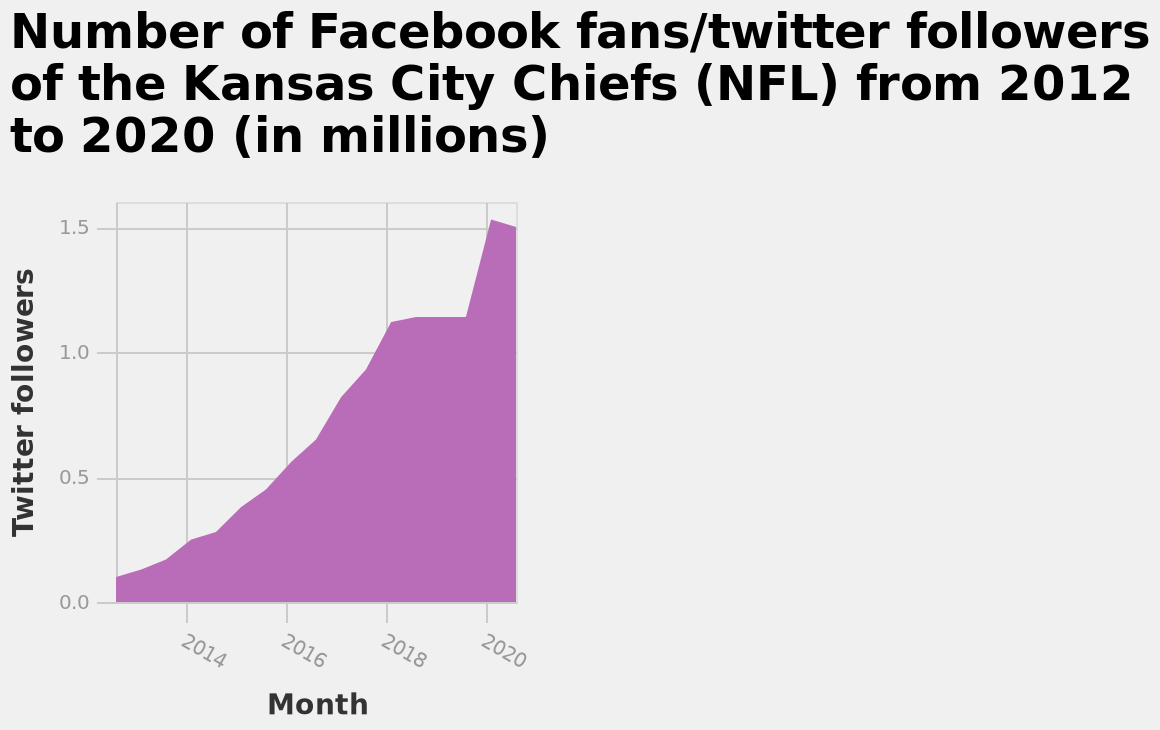 Number of Facebook fans/twitter followers
of the Kansas City Chiefs (NFL) from 2012
to 2020 (in millions)
Twitter followers
1.5
1.0
0.5
0.0
2014
2016
2018
2020
Month